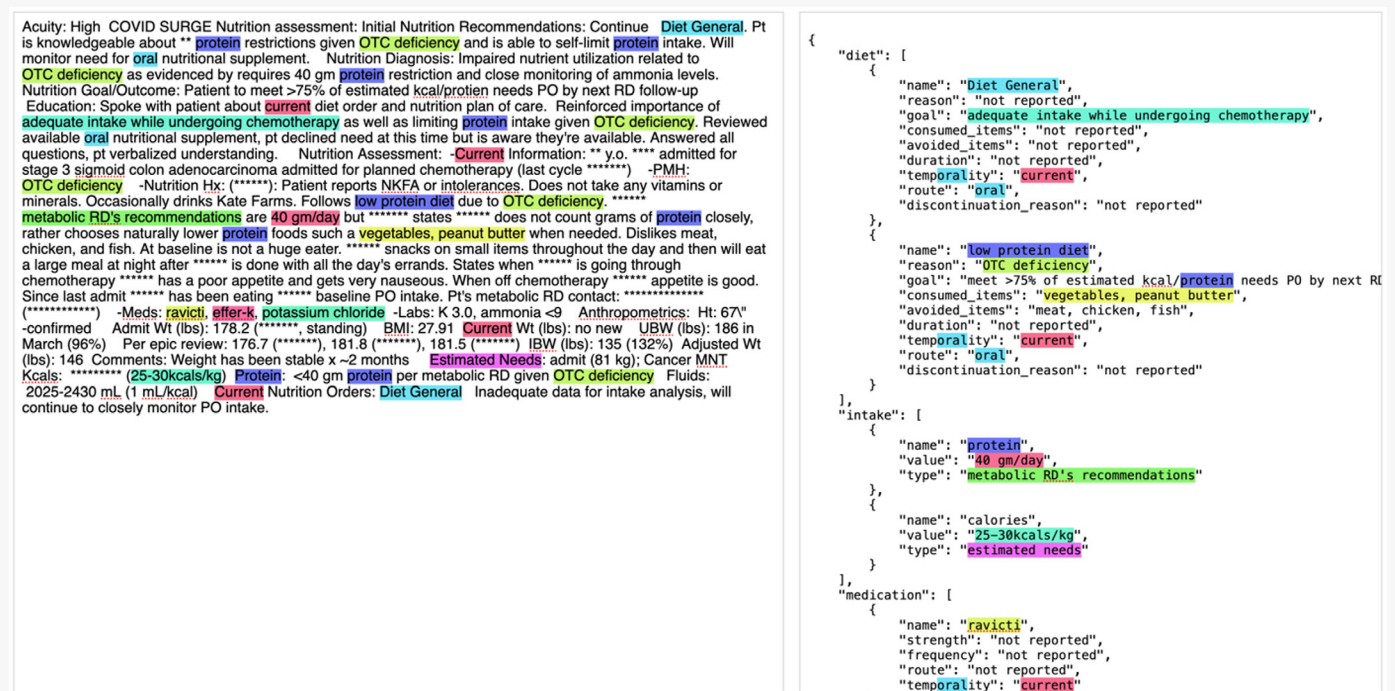 Acuity: High  COVID SURGE Nutrition assessment: Initial Nutrition Recommendations: Continue  Diet General. Pt
is knowledgeable about ** protein restrictions given OTC deficiency and is able to self-limit protein intake. Will
monitor need for oral nutritional supplement.    Nutrition Diagnosis: Impaired nutrient utilization related to
OTC deficiency as evidenced by requires 40 gm protein restriction and close monitoring of ammonia levels.
Nutrition Goal/Outcome: Patient to meet >75% of estimated kcal/protien needs PO by next RD follow-up
Education: Spoke with patient about current diet order and nutrition plan of care.  Reinforced importance of
adequate intake while undergoing chemotherapy as well as limiting protein intake given OTC deficiency. Reviewed
available oral nutritional supplement, pt declined need at this time but is aware they're available. Answered all
questions, pt verbalized understanding.    Nutrition Assessment:  -Current Information: ** y.o. **** admitted for
stage 3 sigmoid colon adenocarcinoma admitted for planned chemotherapy (last cycle *******)    -PMH:
OTC deficiency    -Nutrition Hx: (******): Patient reports NKFA or intolerances. Does not take any vitamins or
minerals. Occasionally drinks Kate Farms. Follows low protein diet due to OTC deficiency. ******
metabolic RD's recommendations are 40 gm/day but ******* states ****** does not count grams of protein closely,
rather chooses naturally lower protein foods such a vegetables, peanut butter when needed. Dislikes meat,
chicken, and fish. At baseline is not a huge eater. ****** snacks on small items throughout the day and then will eat
a large meal at night after ****** is done with all the day's errands. States when ****** is going through
chemotherapy ****** has a poor appetite and gets very nauseous. When off chemotherapy ****** appetite is good.
Since last admit ****** has been eating ****** baseline PO intake. Pt's metabolic RD contact: **************
(************)    -Meds: ravicti, effer-k, potassium chloride  -Labs: K 3.0, ammonia <9    Anthropometrics:  Ht: 67\"
-confirmed    Admit Wt (lbs): 178.2 (*******, standing)    BMI: 27.91  Current Wt (lbs): no new    UBW (lbs): 186 in
March (96%)    Per epic review: 176.7 (*******), 181.8 (*******), 181.5 (*******)  IBW (lbs): 135 (132%)  Adjusted Wt
(lbs): 146  Comments: Weight has been stable x ~2 months    Estimated Needs: admit (81 kg); Cancer MNT
Kcals:  ********* (25-30kcals/kg)  Protein:  <40 gm protein per metabolic RD given OTC deficiency   Fluids:
2025-2430 mL (1 mL/kcal)    Current Nutrition Orders: Diet General   Inadequate data for intake analysis, will
continue to closely monitor PO intake.
{
"diet": [
{
"name": "Diet General",
"reason": "not reported",
"goal": "adequate intake while undergoing chemotherapy",
"consumed_items": "not reported",
"avoided_items": "not reported",
"duration": "not reported",
"temporality": "current",
"route": "oral",
"discontinuation_reason": "not reported"
},
{
"name": "low protein diet",
"reason": "OTC deficiency",
"goal": "meet >75% of estimated kcal/protein needs PO by next RD
"consumed_items": "vegetables, peanut butter",
"avoided_items": "meat, chicken, fish",
"duration": "not reported",
"temporality": "current",
"route": "oral",
"discontinuation_reason": "not reported"
}
],
"intake": [
{
"name": "protein",
"value": "40 gm/day",
"type": "metabolic RD's recommendations"
},
{
"name": "calories",
"value": "25-30kcals/kg",
"type": "estimated needs"
}
],
"medication": [
{
"name": "ravicti",
"strength": "not reported",
"frequency": "not reported",
"route": "not reported",
"temporality": "current"